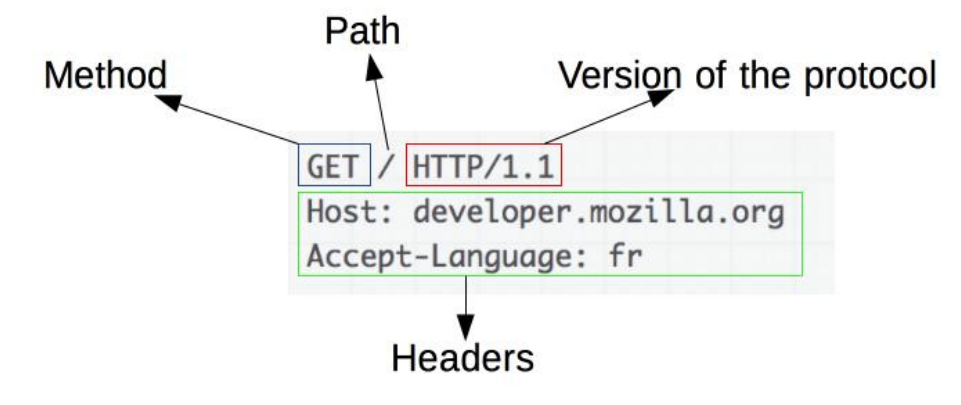 Path
Method
Version of the protocol
GET / HTTP/1.1
Host: developer.mozilla.org
Accept-Language: fr
Headers